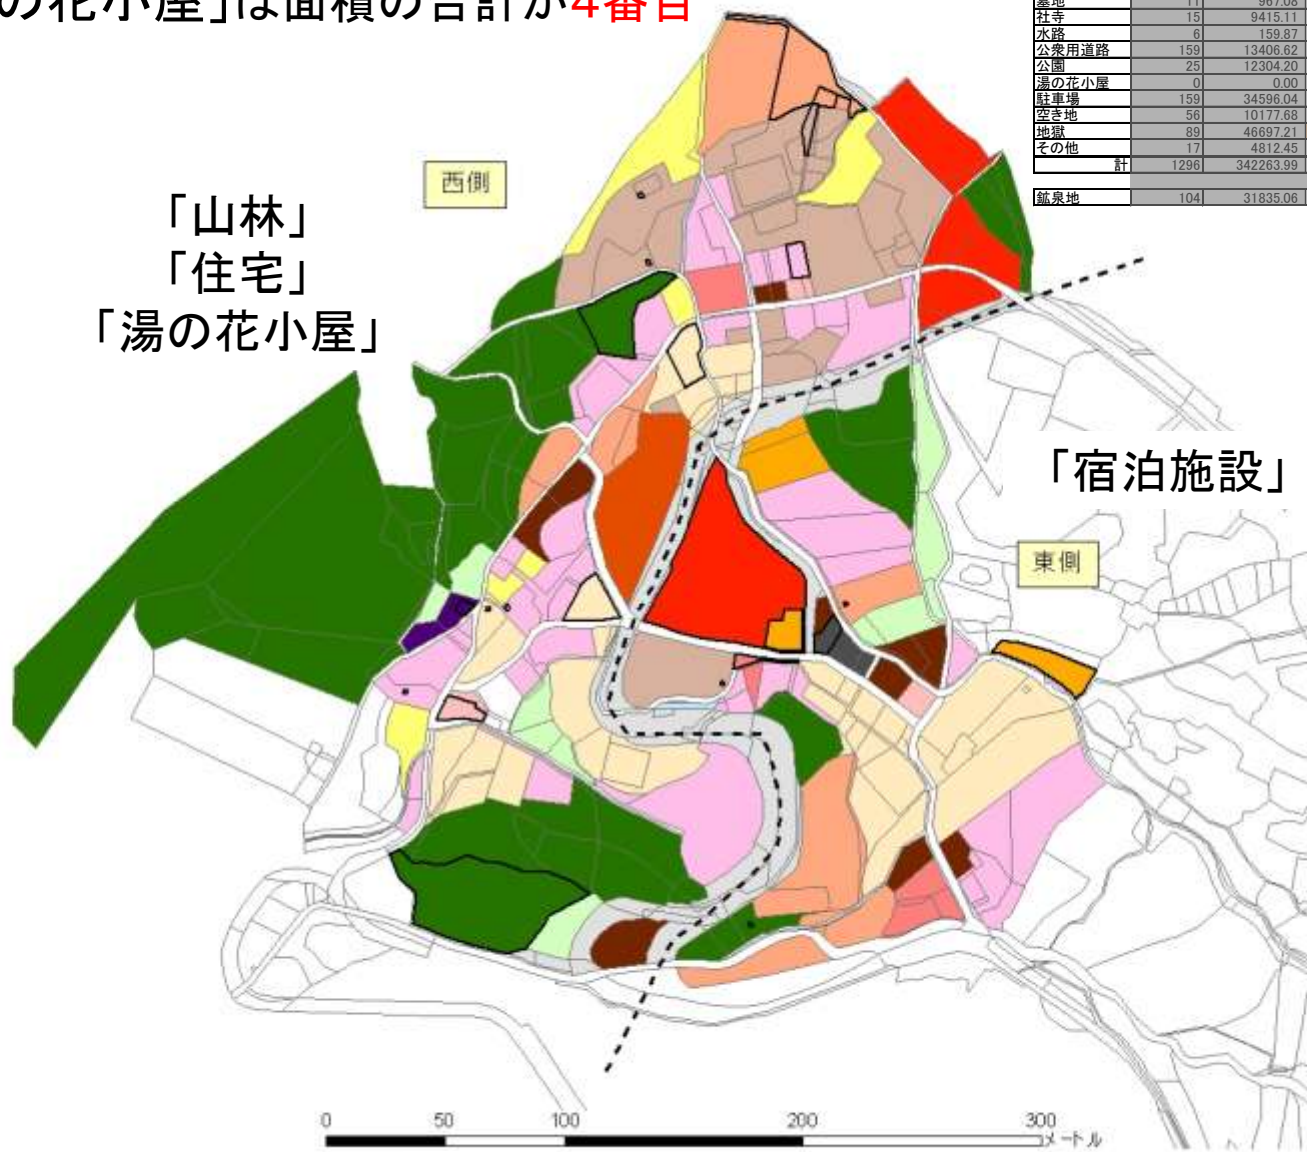 の花小屋」は面積の合計が4番目
墓地 11 967.08
社寺 15 9415.11
水路 6 159.87
公衆用道路 159 13406.62
公園 25 12304.20
湯の花小屋 0 0.00
駐車場 159 34596.04
空き地 56 10177.68
地獄 89 46697.21
その他 17 4812.45
計 1296 342263.99
鉱泉地 104 31835.06
西側
「山林」
「住宅」
「湯の花小屋」
「宿泊施設」
東側
0 50 100 200 300
メートル